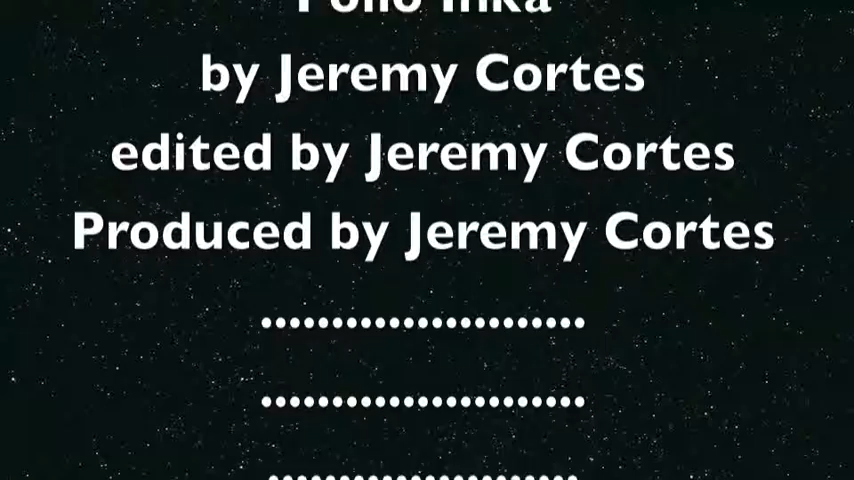 by Jeremy Cortes
edited by Jeremy Cortes
Produced by Jeremy Cortes
.......................
.......................
......................